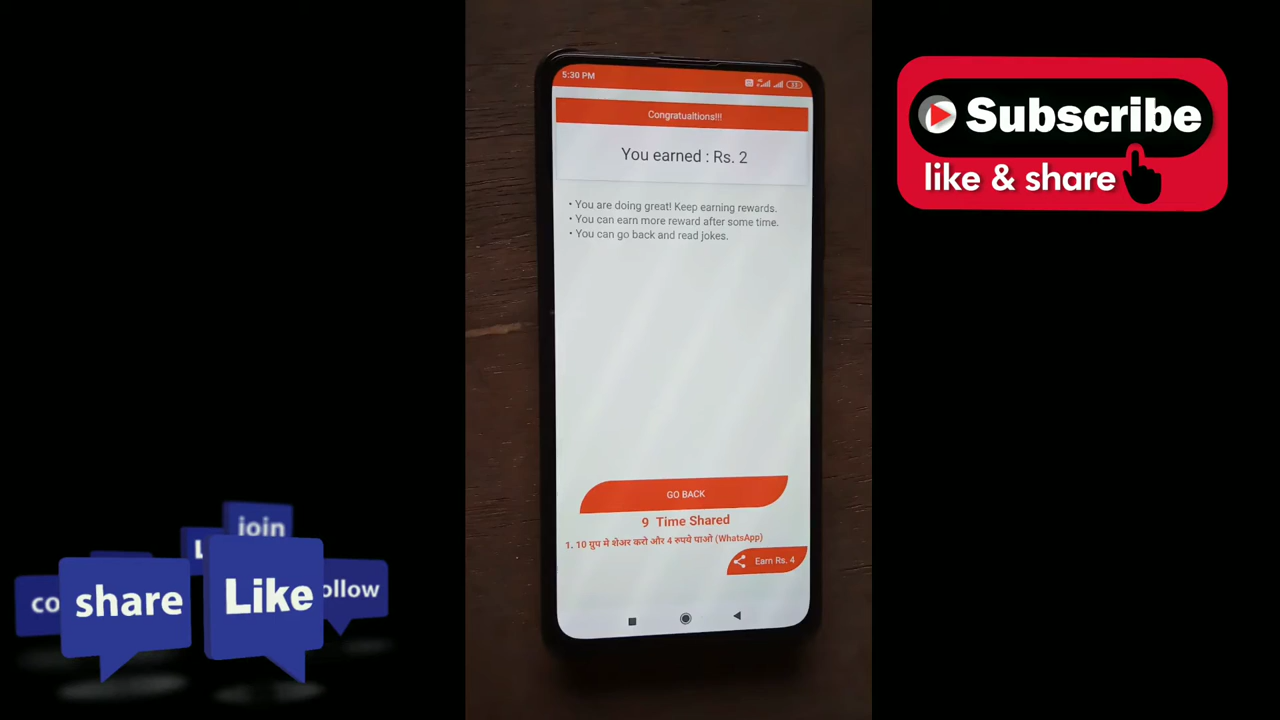 5:30 PM
Congratualtions!!!
You earned : Rs. 2
• You are doing great! Keep earning rewards.
• You can earn more reward after some time.
• You can go back and read jokes.
GO BACK
9 Time Shared
1. 10 ग्रुप मे शेअर करो और 4 रुपये पाओ (WhatsApp)
Earn Rs. 4
Subscribe
like & share
join
L
co
share
Like
ollow